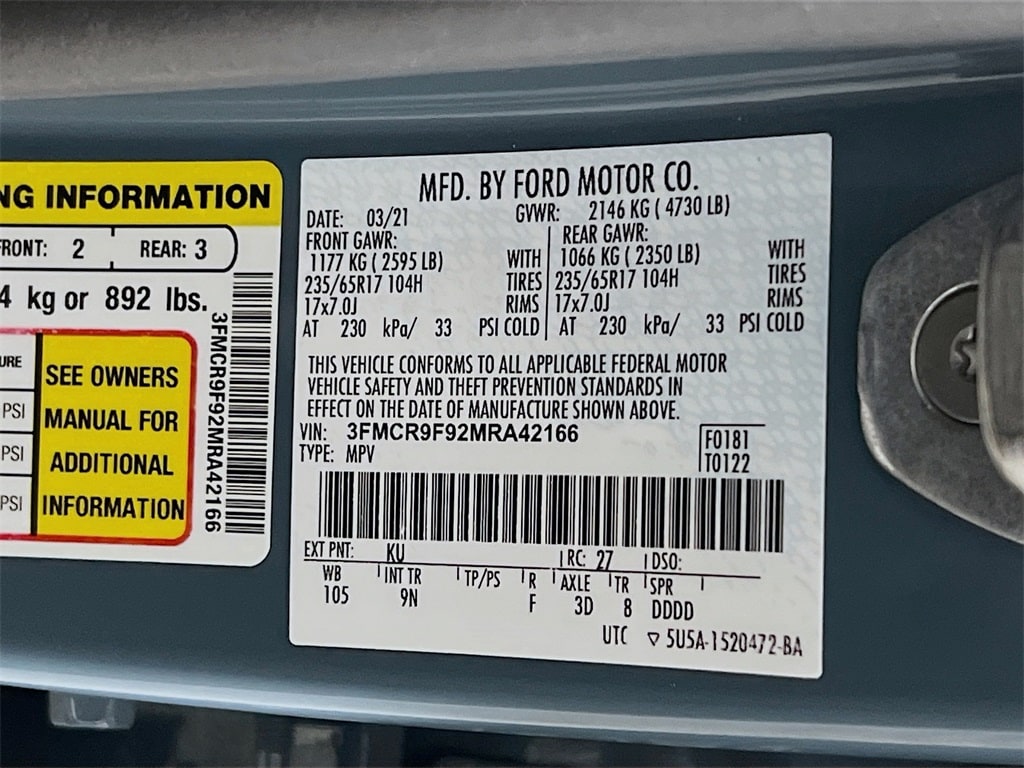 NG INFORMATION
FRONT: 2 REAR: 3
4 kg or 892 lbs.
URE
PSI
PSI
PSI
SEE OWNERS
MANUAL FOR
ADDITIONAL
INFORMATION
3FMCR9F92MRA42166
MFD. BY FORD MOTOR CO.
DATE: 03/21 GVWR: 2146 KG ( 4730 LB)
FRONT GAWR: REAR GAWR:
1177 KG ( 2595 LB) WITH 1066 KG ( 2350 LB) WITH
235/65R17 104H TIRES 235/65R17 104H TIRES
17x7.0J RIMS 17x7.0J RIMS
AT 230 kPa/ 33 PSI COLD AT 230 kPa/ 33 PSI COLD
THIS VEHICLE CONFORMS TO ALL APPLICABLE FEDERAL MOTOR
VEHICLE SAFETY AND THEFT PREVENTION STANDARDS IN
EFFECT ON THE DATE OF MANUFACTURE SHOWN ABOVE.
VIN: 3FMCR9F92MRA42166
TYPE: MPV
F0181
T0122
EXT PNT: KU RC: 27 DSO:
WB INT TR TP/PS R AXLE TR SPR
105 9N F 3D 8 DDDD
UTC ▽ 5U5A-1520472-BA